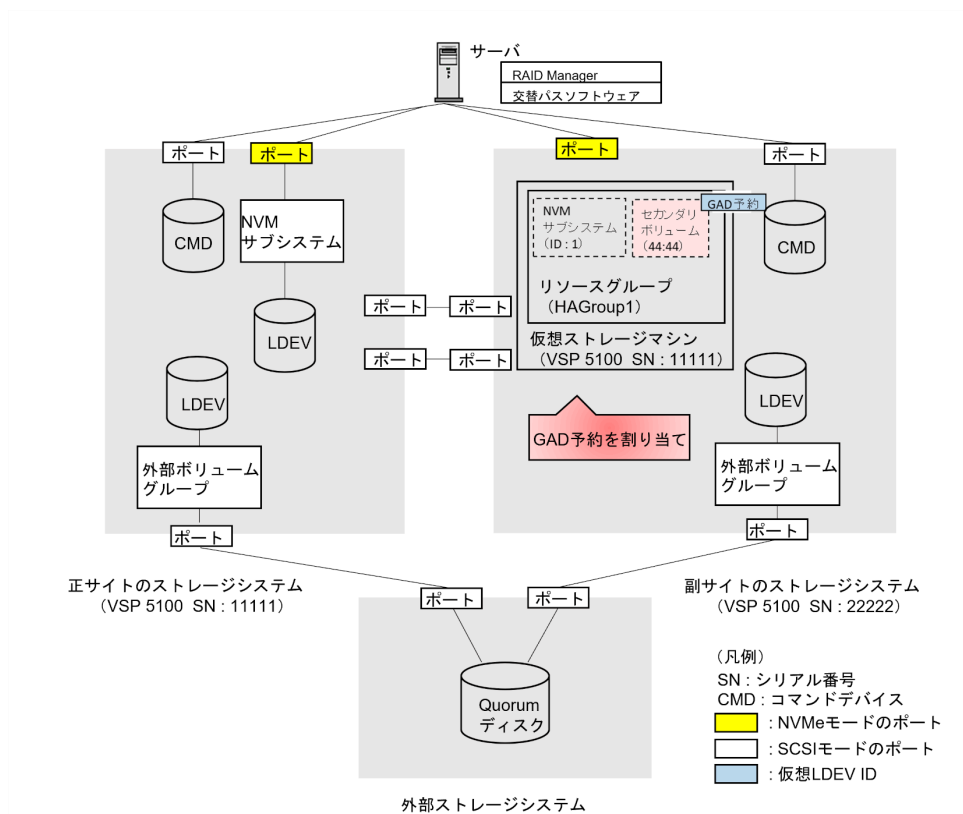 サーバ
RAID Manager
交替パスソフトウェア
ポート
ポート
ポート
ポート
CMD
NVM
サブシステム
LDEV
LDEV
外部ボリューム
グループ
ポート
ポート
ポート
ポート
ポート
NVM
サブシステム
(ID : 1)
セカンダリ
ボリューム
(44:44)
GAD予約
リソースグループ
(HAGroup1)
仮想ストレージマシン
(VSP 5100 SN : 11111)
GAD予約を割り当て
CMD
LDEV
外部ボリューム
グループ
ポート
正サイトのストレージシステム
(VSP 5100 SN : 11111)
副サイトのストレージシステム
(VSP 5100 SN : 22222)
ポート
ポート
Quorum
ディスク
外部ストレージシステム
(凡例)
SN : シリアル番号
CMD : コマンドデバイス
: NVMeモードのポート
: SCSIモードのポート
: 仮想LDEV ID